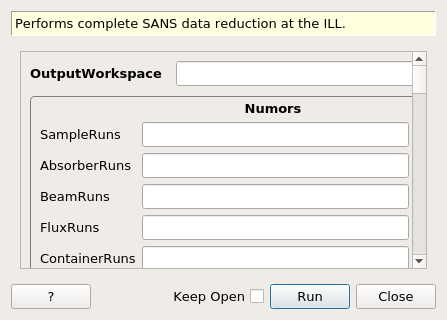 Performs complete SANS data reduction at the ILL.
OutputWorkspace
Numors
SampleRuns
AbsorberRuns
BeamRuns
FluxRuns
ContainerRuns
? Keep Open Run Close